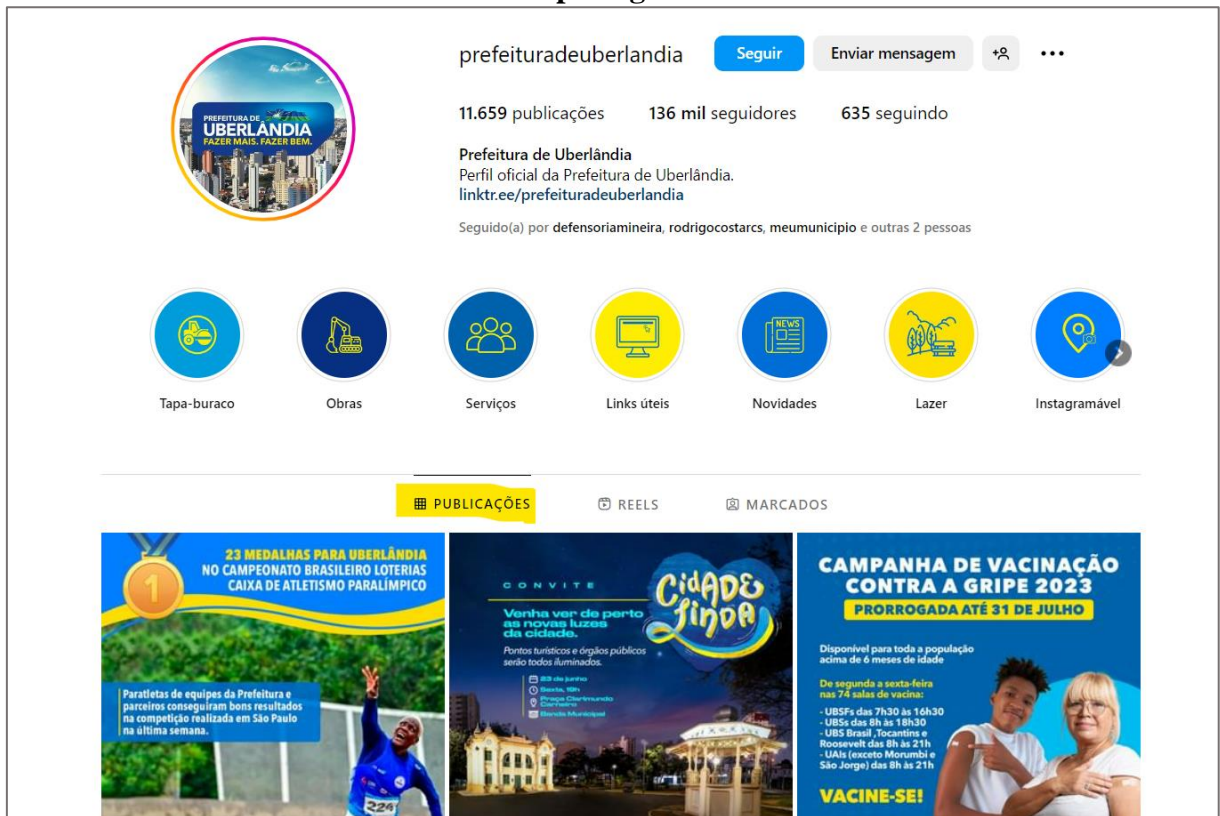 prefeituradeuberlandia Seguir Enviar mensagem
11.659 publicações 136 mil seguidores 635 seguindo
Prefeitura de Uberlândia
Perfil oficial da Prefeitura de Uberlândia.
linktr.ee/prefeituradeuberlandia
Seguido(a) por defensoriamineira, rodrigocostarcs, meumunicipio e outras 2 pessoas
PREFEITURA DE
UBERLÂNDIA
FAZER MAIS. FAZER BEM.
NEWS
Tapa-buraco Obras Serviços Links úteis Novidades Lazer Instagramável
PUBLICAÇÕES REELS MARCADOS
1
23 MEDALHAS PARA UBERLÂNDIA
NO CAMPEONATO BRASILEIRO LOTERIAS
CAIXA DE ATLETISMO PARALÍMPICO
Paratletas de equipes da Prefeitura e
parceiros conseguiram bons resultados
na competição realizada em São Paulo
na última semana.
224
CONVITE
CidADE
linDA
Venha ver de perto
as novas luzes
da cidade.
Pontos turísticos e órgãos públicos
serão todos iluminados.
23 de junho
Sexta, 19h
Praça Clarimundo
Carneiro
Banda Municipal
CAMPANHA DE VACINAÇÃO
CONTRA A GRIPE 2023
PRORROGADA ATÉ 31 DE JULHO
Disponível para toda a população
acima de 6 meses de idade
De segunda a sexta-feira
nas 74 salas de vacina:
- UBSFs das 7h30 às 16h30
- UBSs das 8h às 18h30
- UBS Brasil ,Tocantins e
Roosevelt das 8h às 21h
- UAIs (exceto Morumbi e
São Jorge) das 8h às 21h
VACINE-SE!